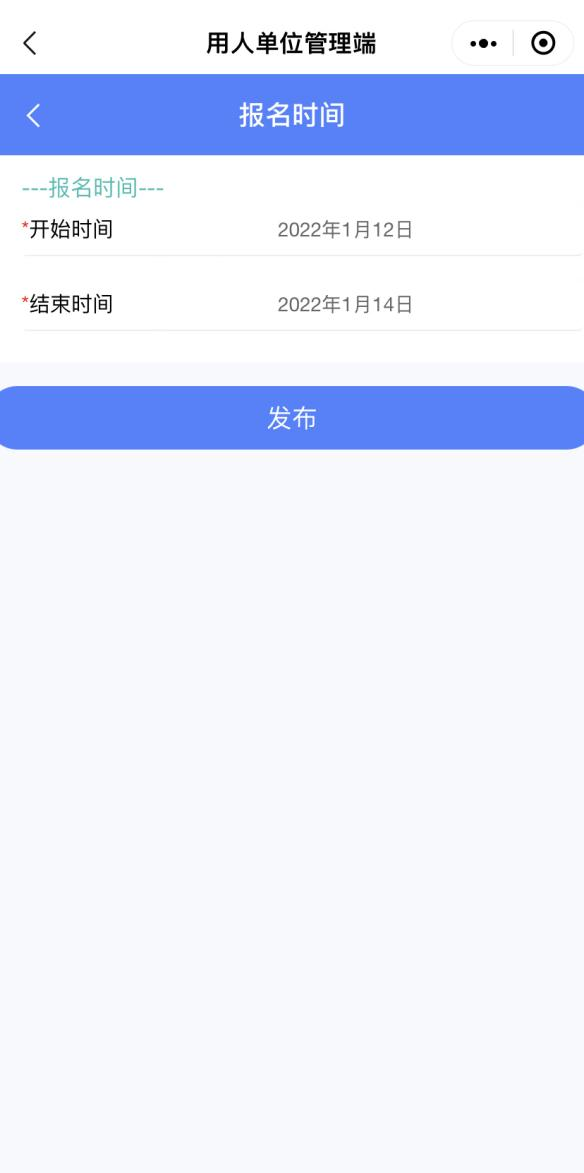 用人单位管理端
报名时间
---报名时间---
*开始时间 2022年1月12日
*结束时间 2022年1月14日
发布